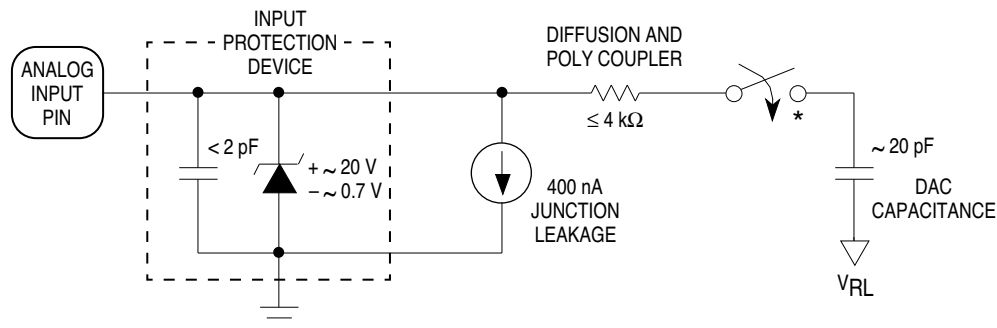 INPUT
PROTECTION
DEVICE
ANALOG
INPUT
PIN
< 2 pF
+ ~ 20 V
– ~ 0.7 V
400 nA
JUNCTION
LEAKAGE
DIFFUSION AND
POLY COUPLER
≤ 4 kΩ
*
~ 20 pF
DAC
CAPACITANCE
VRL